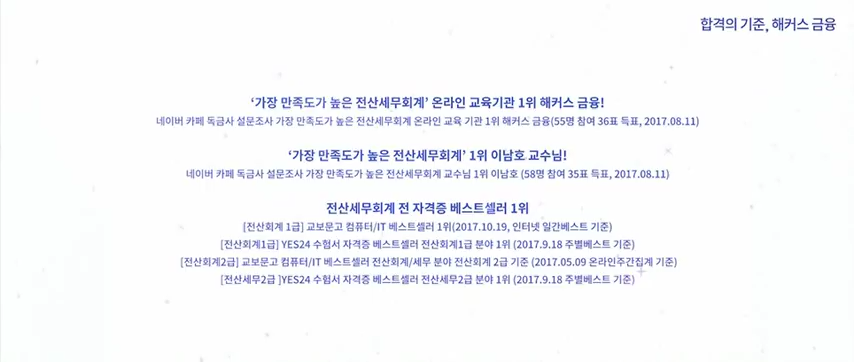 합격의 기준, 해커스 금융
‘가장 만족도가 높은 전산세무회계’ 온라인 교육기관 1위 해커스 금융!
네이버 카페 독금사 설문조사 가장 만족도가 높은 전산세무회계 온라인 교육 기관 1위 해커스 금융(55명 참여 36표 득표, 2017.08.11)
‘가장 만족도가 높은 전산세무회계’ 1위 이남호 교수님!
네이버 카페 독금사 설문조사 가장 만족도가 높은 전산세무회계 교수님 1위 이남호 (58명 참여 35표 득표, 2017.08.11)
전산세무회계 전 자격증 베스트셀러 1위
[전산회계 1급] 교보문고 컴퓨터/IT 베스트셀러 1위(2017.10.19, 인터넷 일간베스트 기준)
[전산회계1급] YES24 수험서 자격증 베스트셀러 전산회계1급 분야 1위 (2017.9.18 주별베스트 기준)
[전산회계2급] 교보문고 컴퓨터/IT 베스트셀러 전산회계/세무 분야 전산회계 2급 기준 (2017.05.09 온라인주간집계 기준)
[전산세무2급 ]YES24 수험서 자격증 베스트셀러 전산세무2급 분야 1위 (2017.9.18 주별베스트 기준)